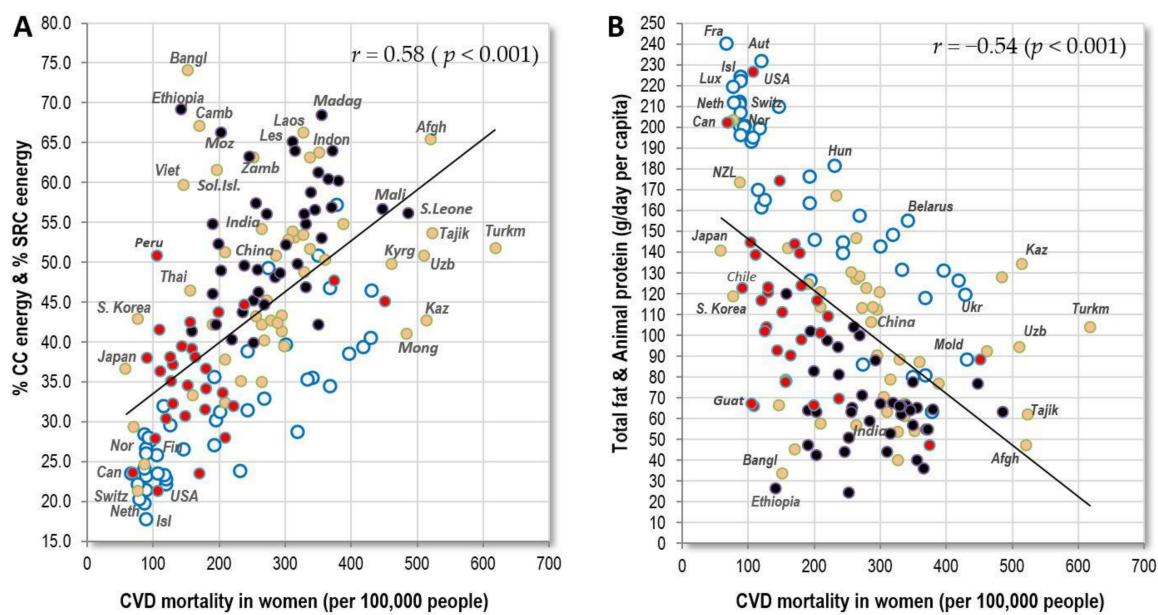 A
% CC energy & % SRC eenergy
80.0
75.0
70.0
65.0
60.0
55.0
50.0
45.0
40.0
35.0
30.0
25.0
20.0
15.0
r = 0.58 ( p < 0.001)
Bangl
Ethiopia
Camb
Moz
Madag
Laos
Les
Indon
Afgh
Viet
Sol.Isl.
Zamb
India
Mali
S.Leone
Tajik
Turkm
Peru
China
Kyrg
Uzb
Thai
S. Korea
Kaz
Mong
Japan
Nor
Fin
Can
Switz
USA
Neth
Isl
0 100 200 300 400 500 600 700
CVD mortality in women (per 100,000 people)
B
Total fat & Animal protein (g/day per capita)
250
240
230
220
210
200
190
180
170
160
150
140
130
120
110
100
90
80
70
60
50
40
30
20
10
0
r = −0.54 (p < 0.001)
Fra
Aut
Isl
USA
Lux
Neth
Switz
Can
Nor
Hun
NZL
Belarus
Japan
Kaz
Chile
S. Korea
Ukr
Turkm
China
Mold
Uzb
Guat
Tajik
India
Bangl
Afgh
Ethiopia
0 100 200 300 400 500 600 700
CVD mortality in women (per 100,000 people)